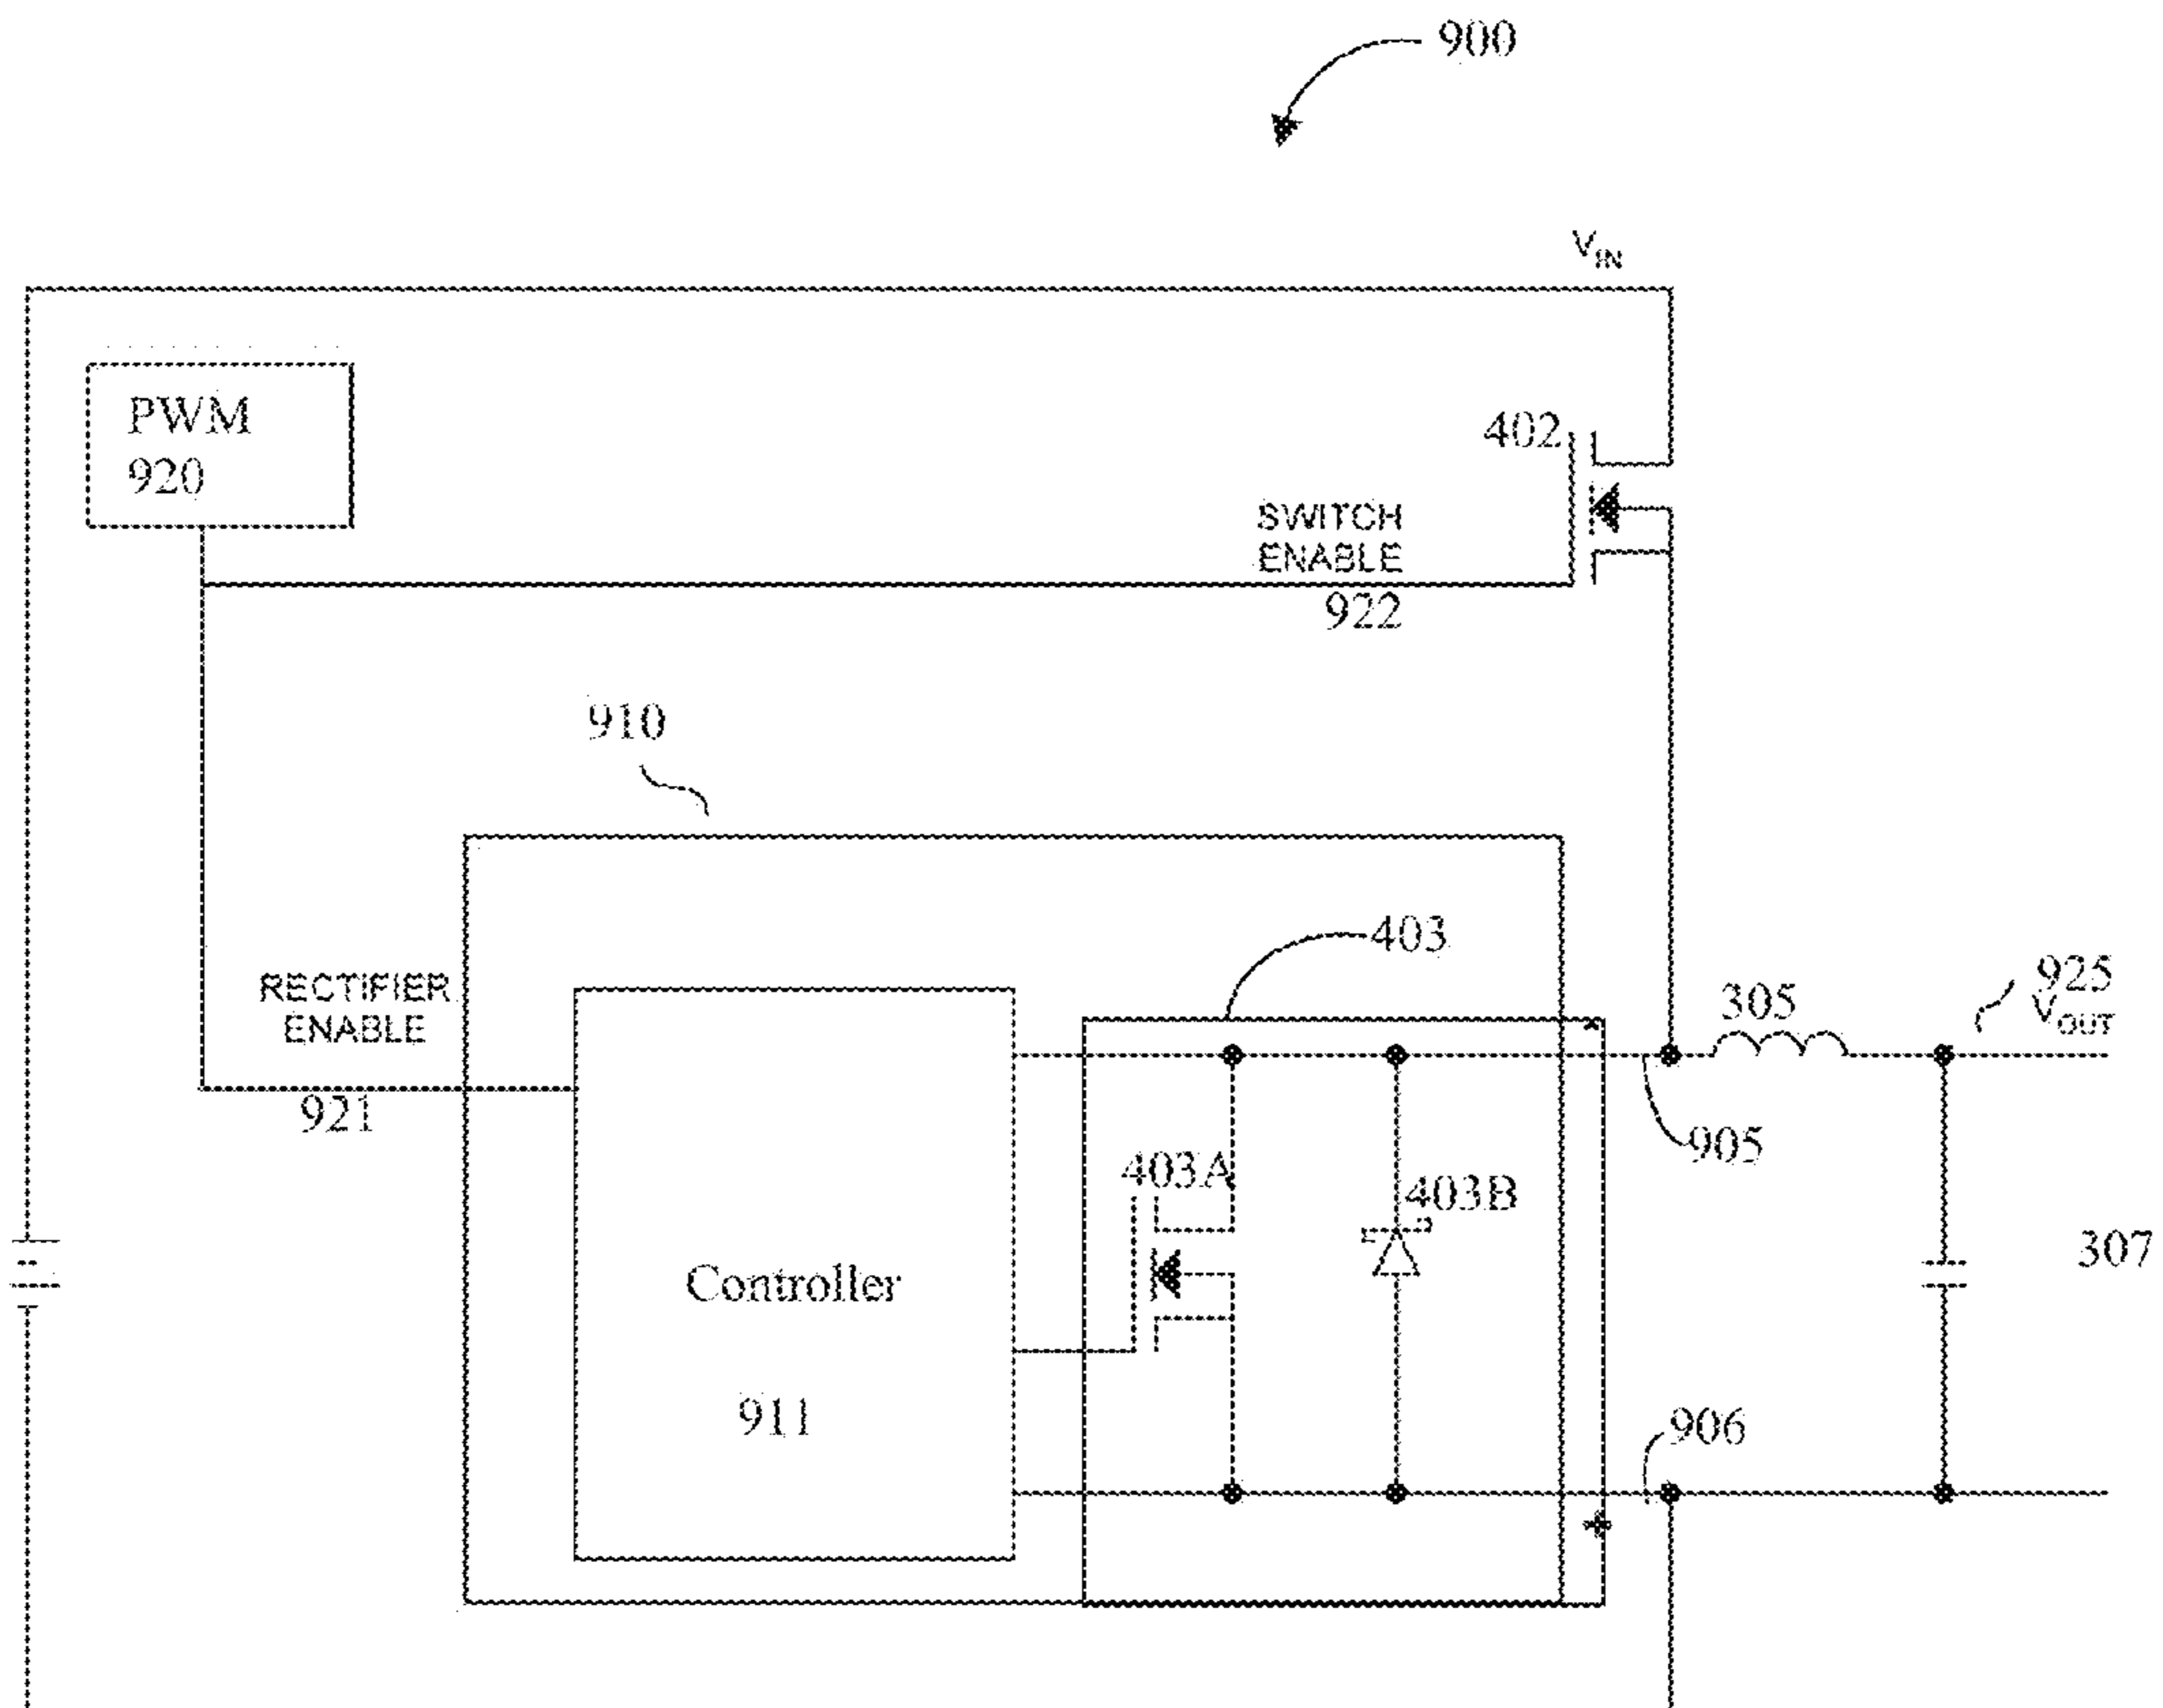 900
VIN
PWM
920
402
SWITCH
ENABLE
922
910
403
RECTIFIER
ENABLE
921
305
925
VOUT
905
403A
403B
307
Controller
911
906